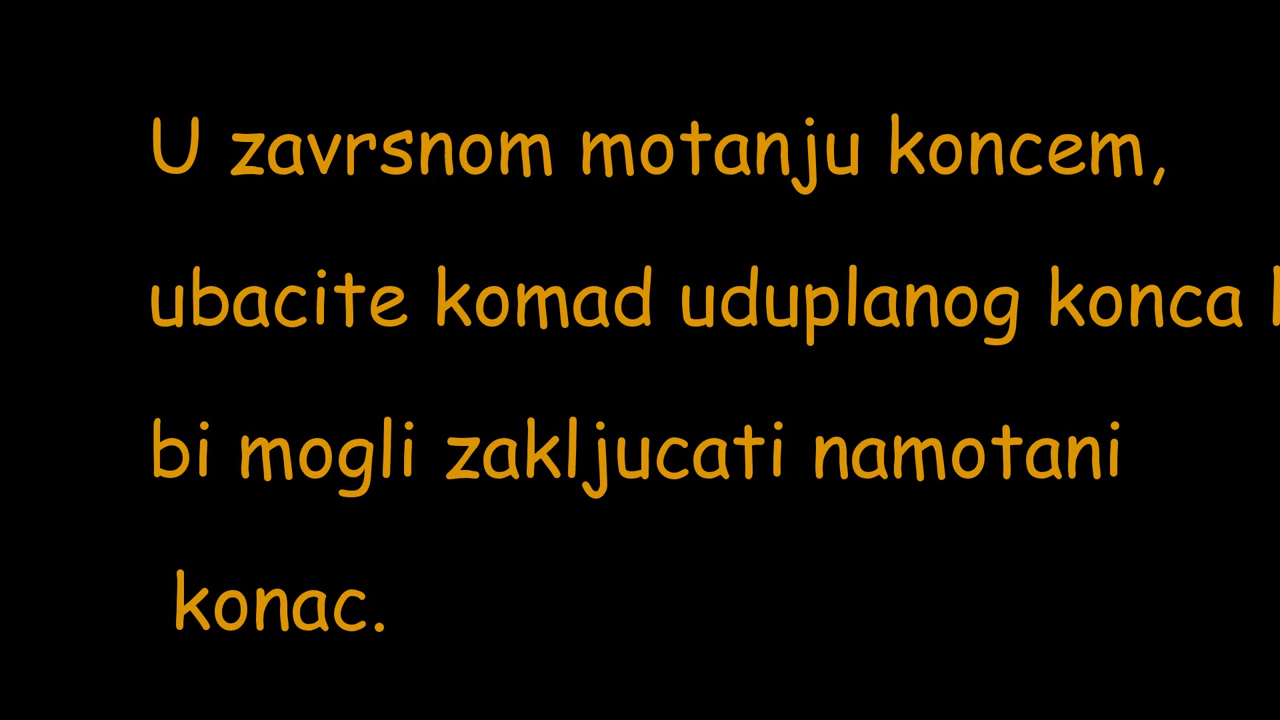 U zavrsnom motanju koncem,
ubacite komad uduplanog konca
bi mogli zakljucati namotani
konac.